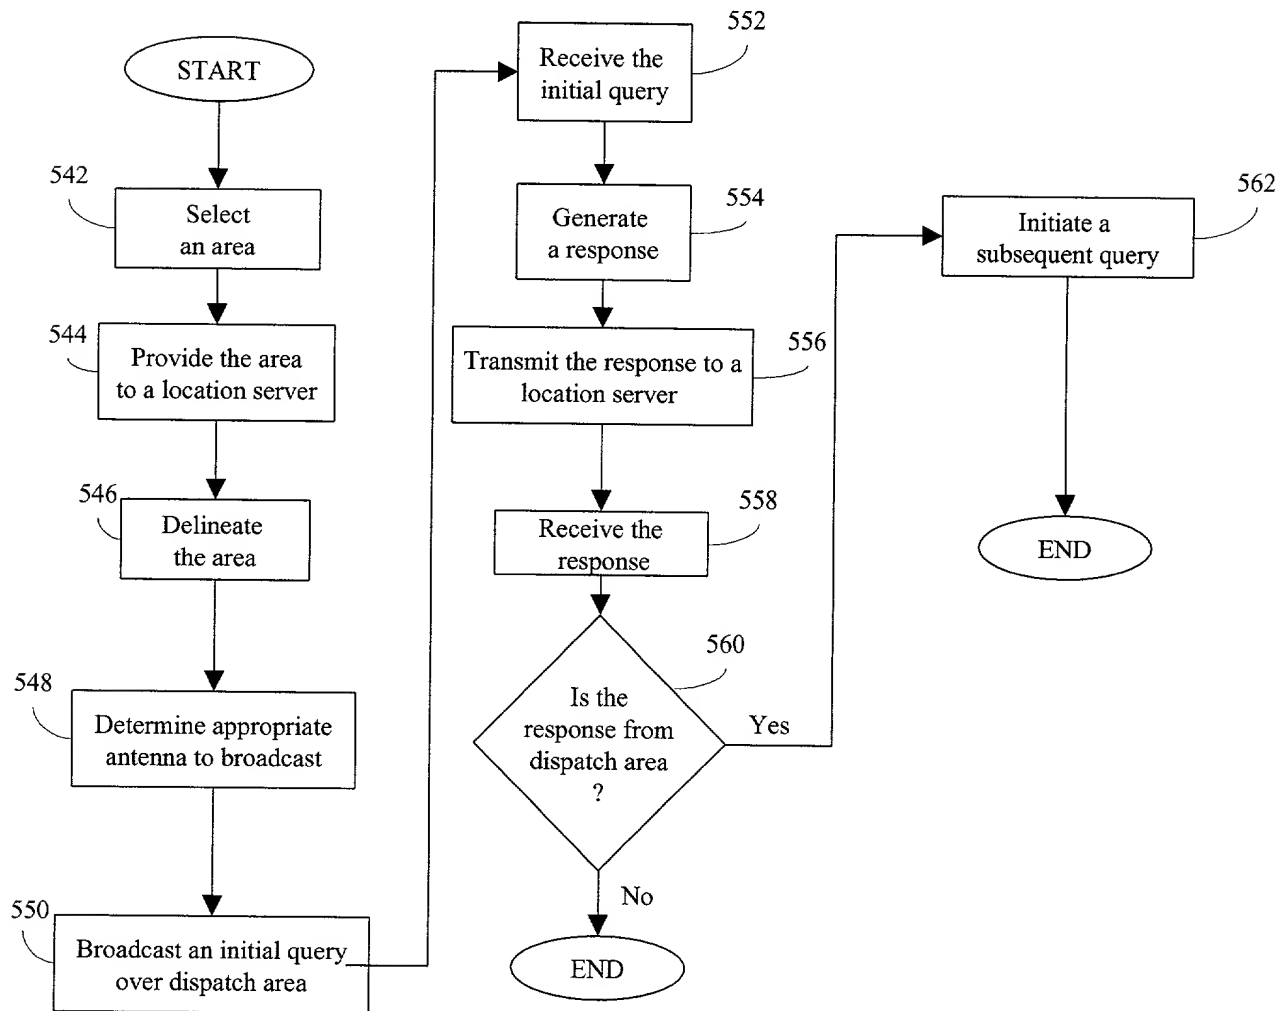 START
542
Select
an area
544
Provide the area
to a location server
546
Delineate
the area
548
Determine appropriate
antenna to broadcast
550
Broadcast an initial query
over dispatch area
552
Receive the
initial query
554
Generate
a response
556
Transmit the response to a
location server
558
Receive the
response
560
Is the
response from
dispatch area
?
Yes
No
END
562
Initiate a
subsequent query
END